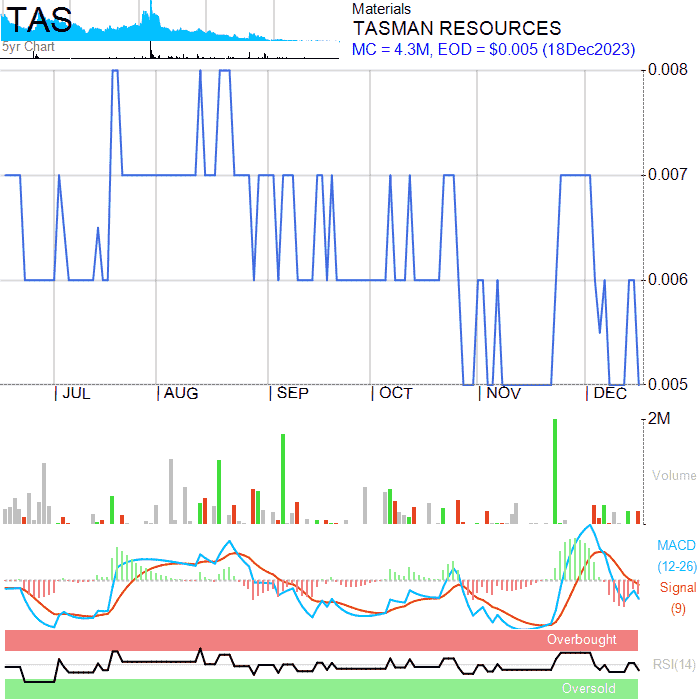 TAS
5yr Chart
Materials
TASMAN RESOURCES
MC = 4.3M, EOD = $0.005 (18Dec2023)
0.008
0.007
0.006
0.005
JUL
AUG
SEP
OCT
NOV
DEC
2M
Volume
MACD
(12-26)
Signal
(9)
Overbought
RSI(14)
Oversold